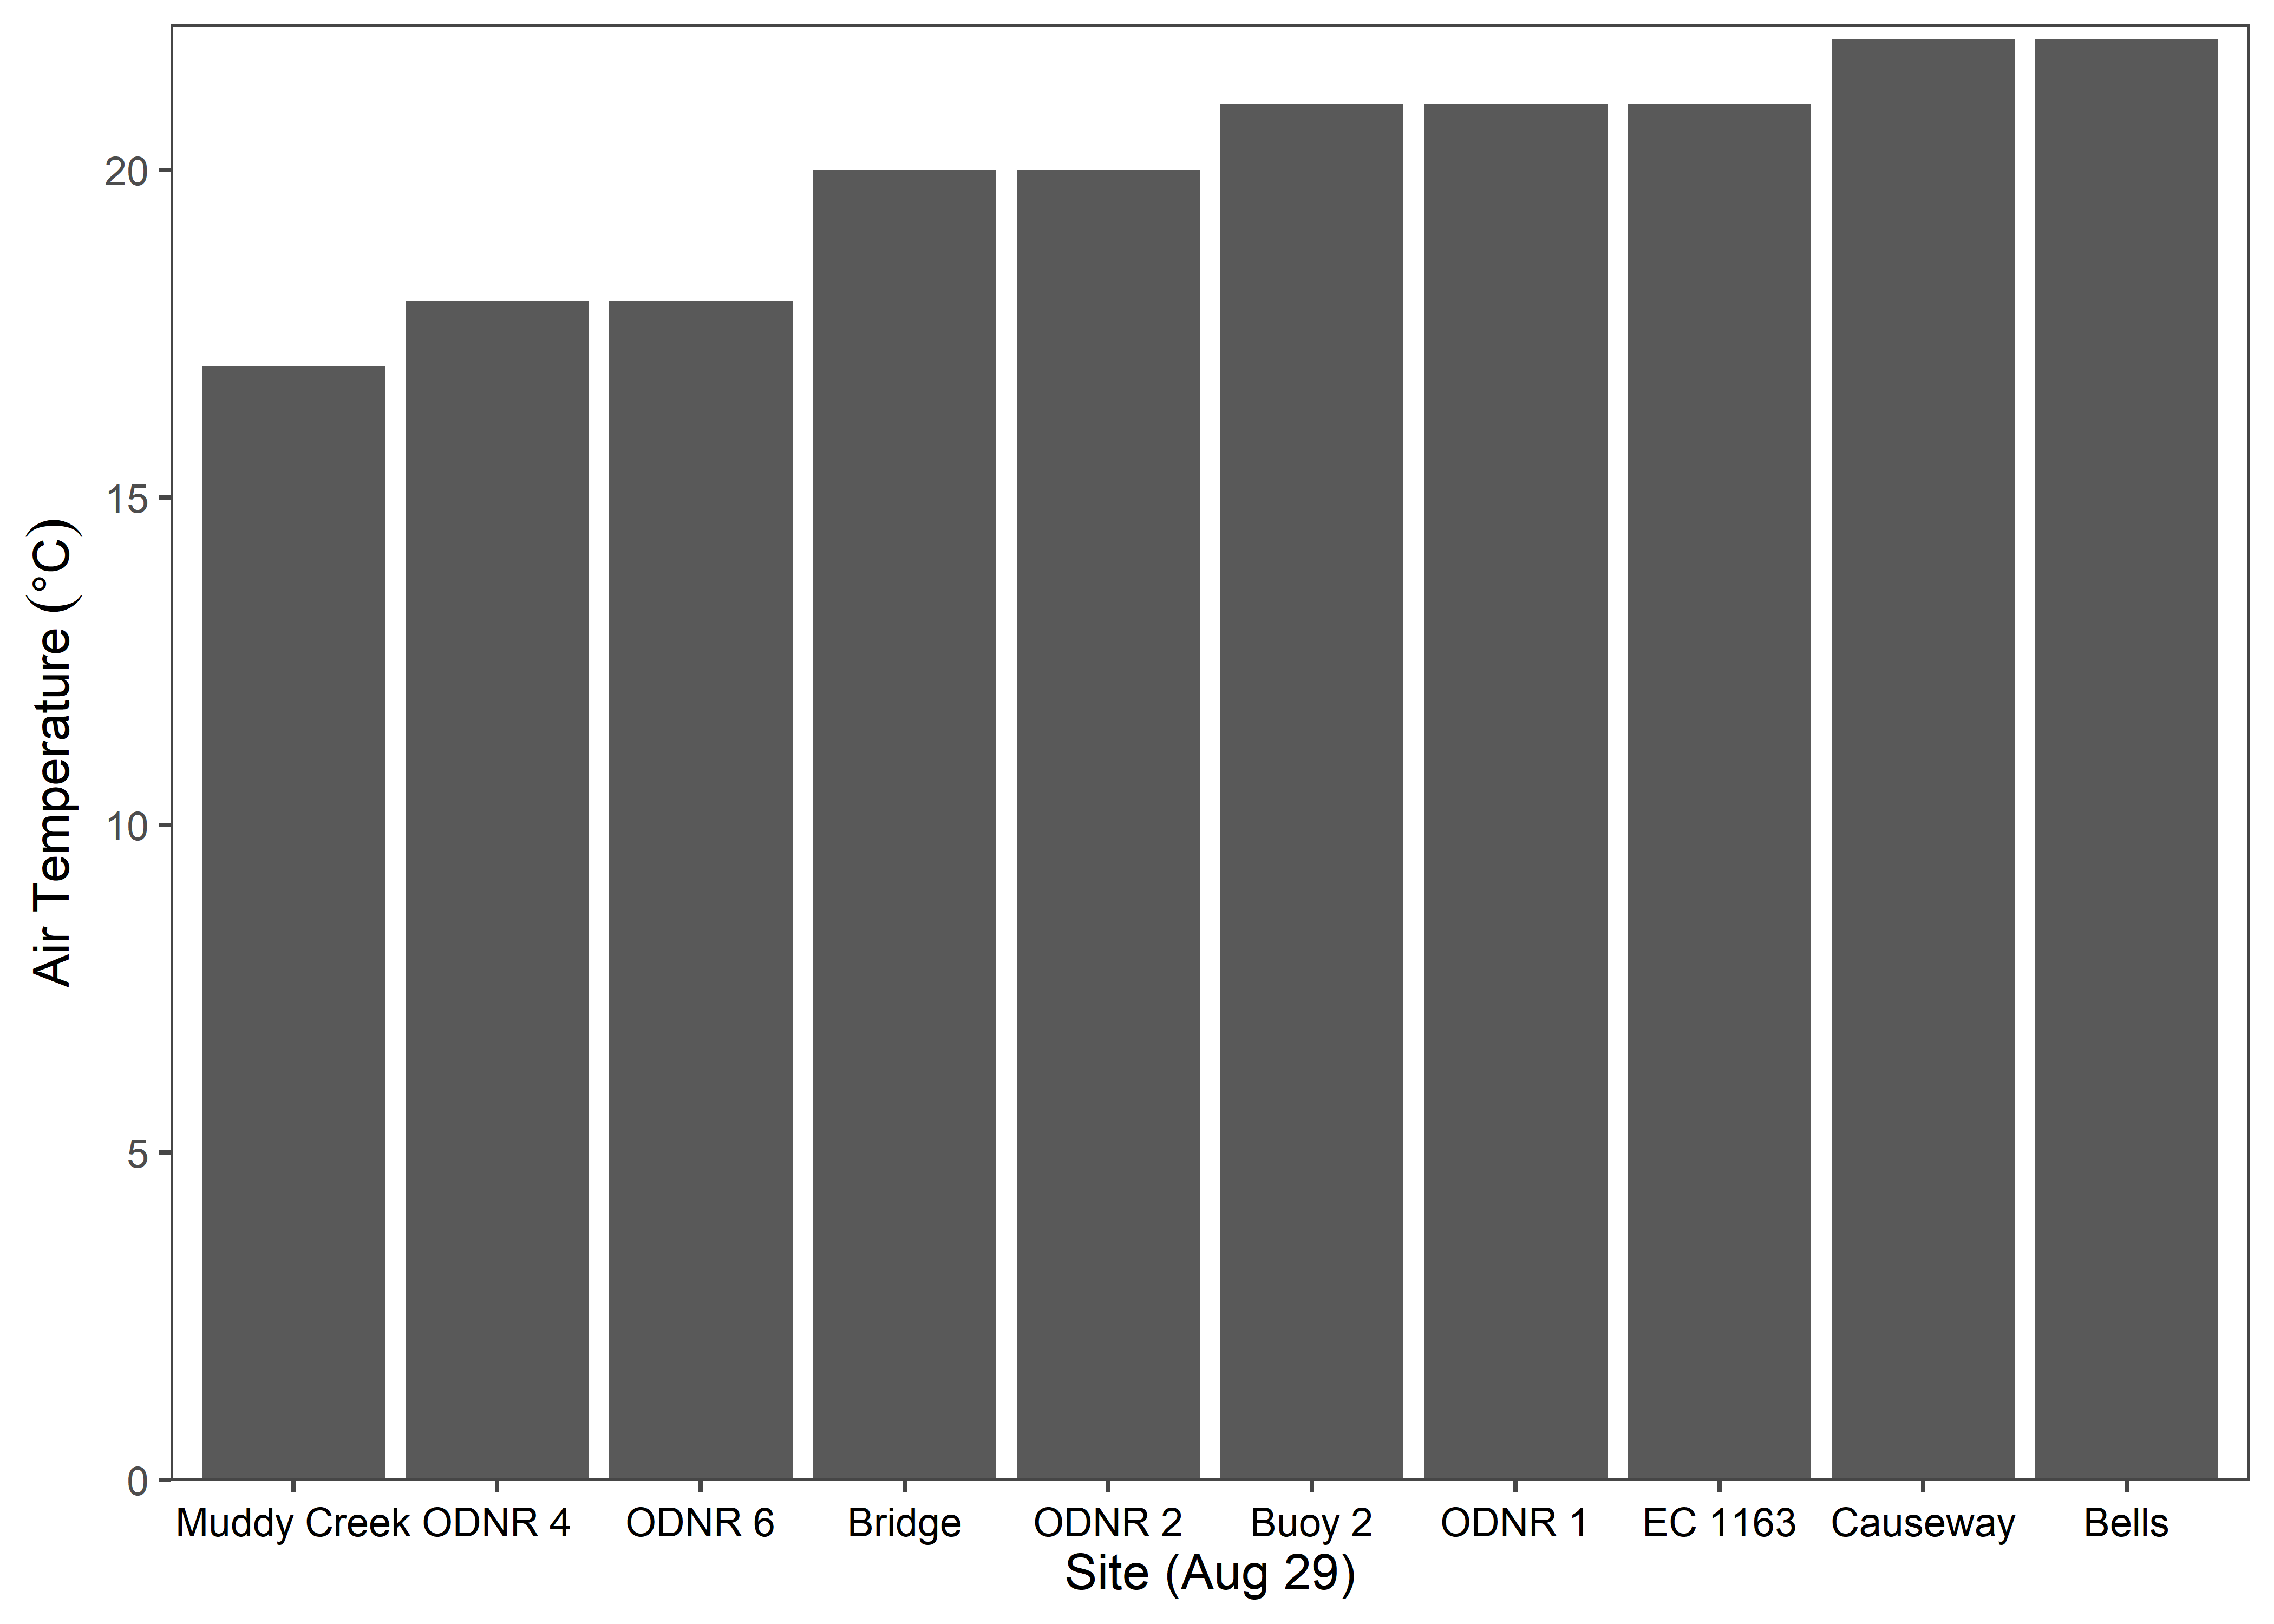 Air Temperature (°C)
20
15
10
5
0
Muddy Creek ODNR 4 ODNR 6 Bridge ODNR 2 Buoy 2 ODNR 1 EC 1163 Causeway Bells
Site (Aug 29)